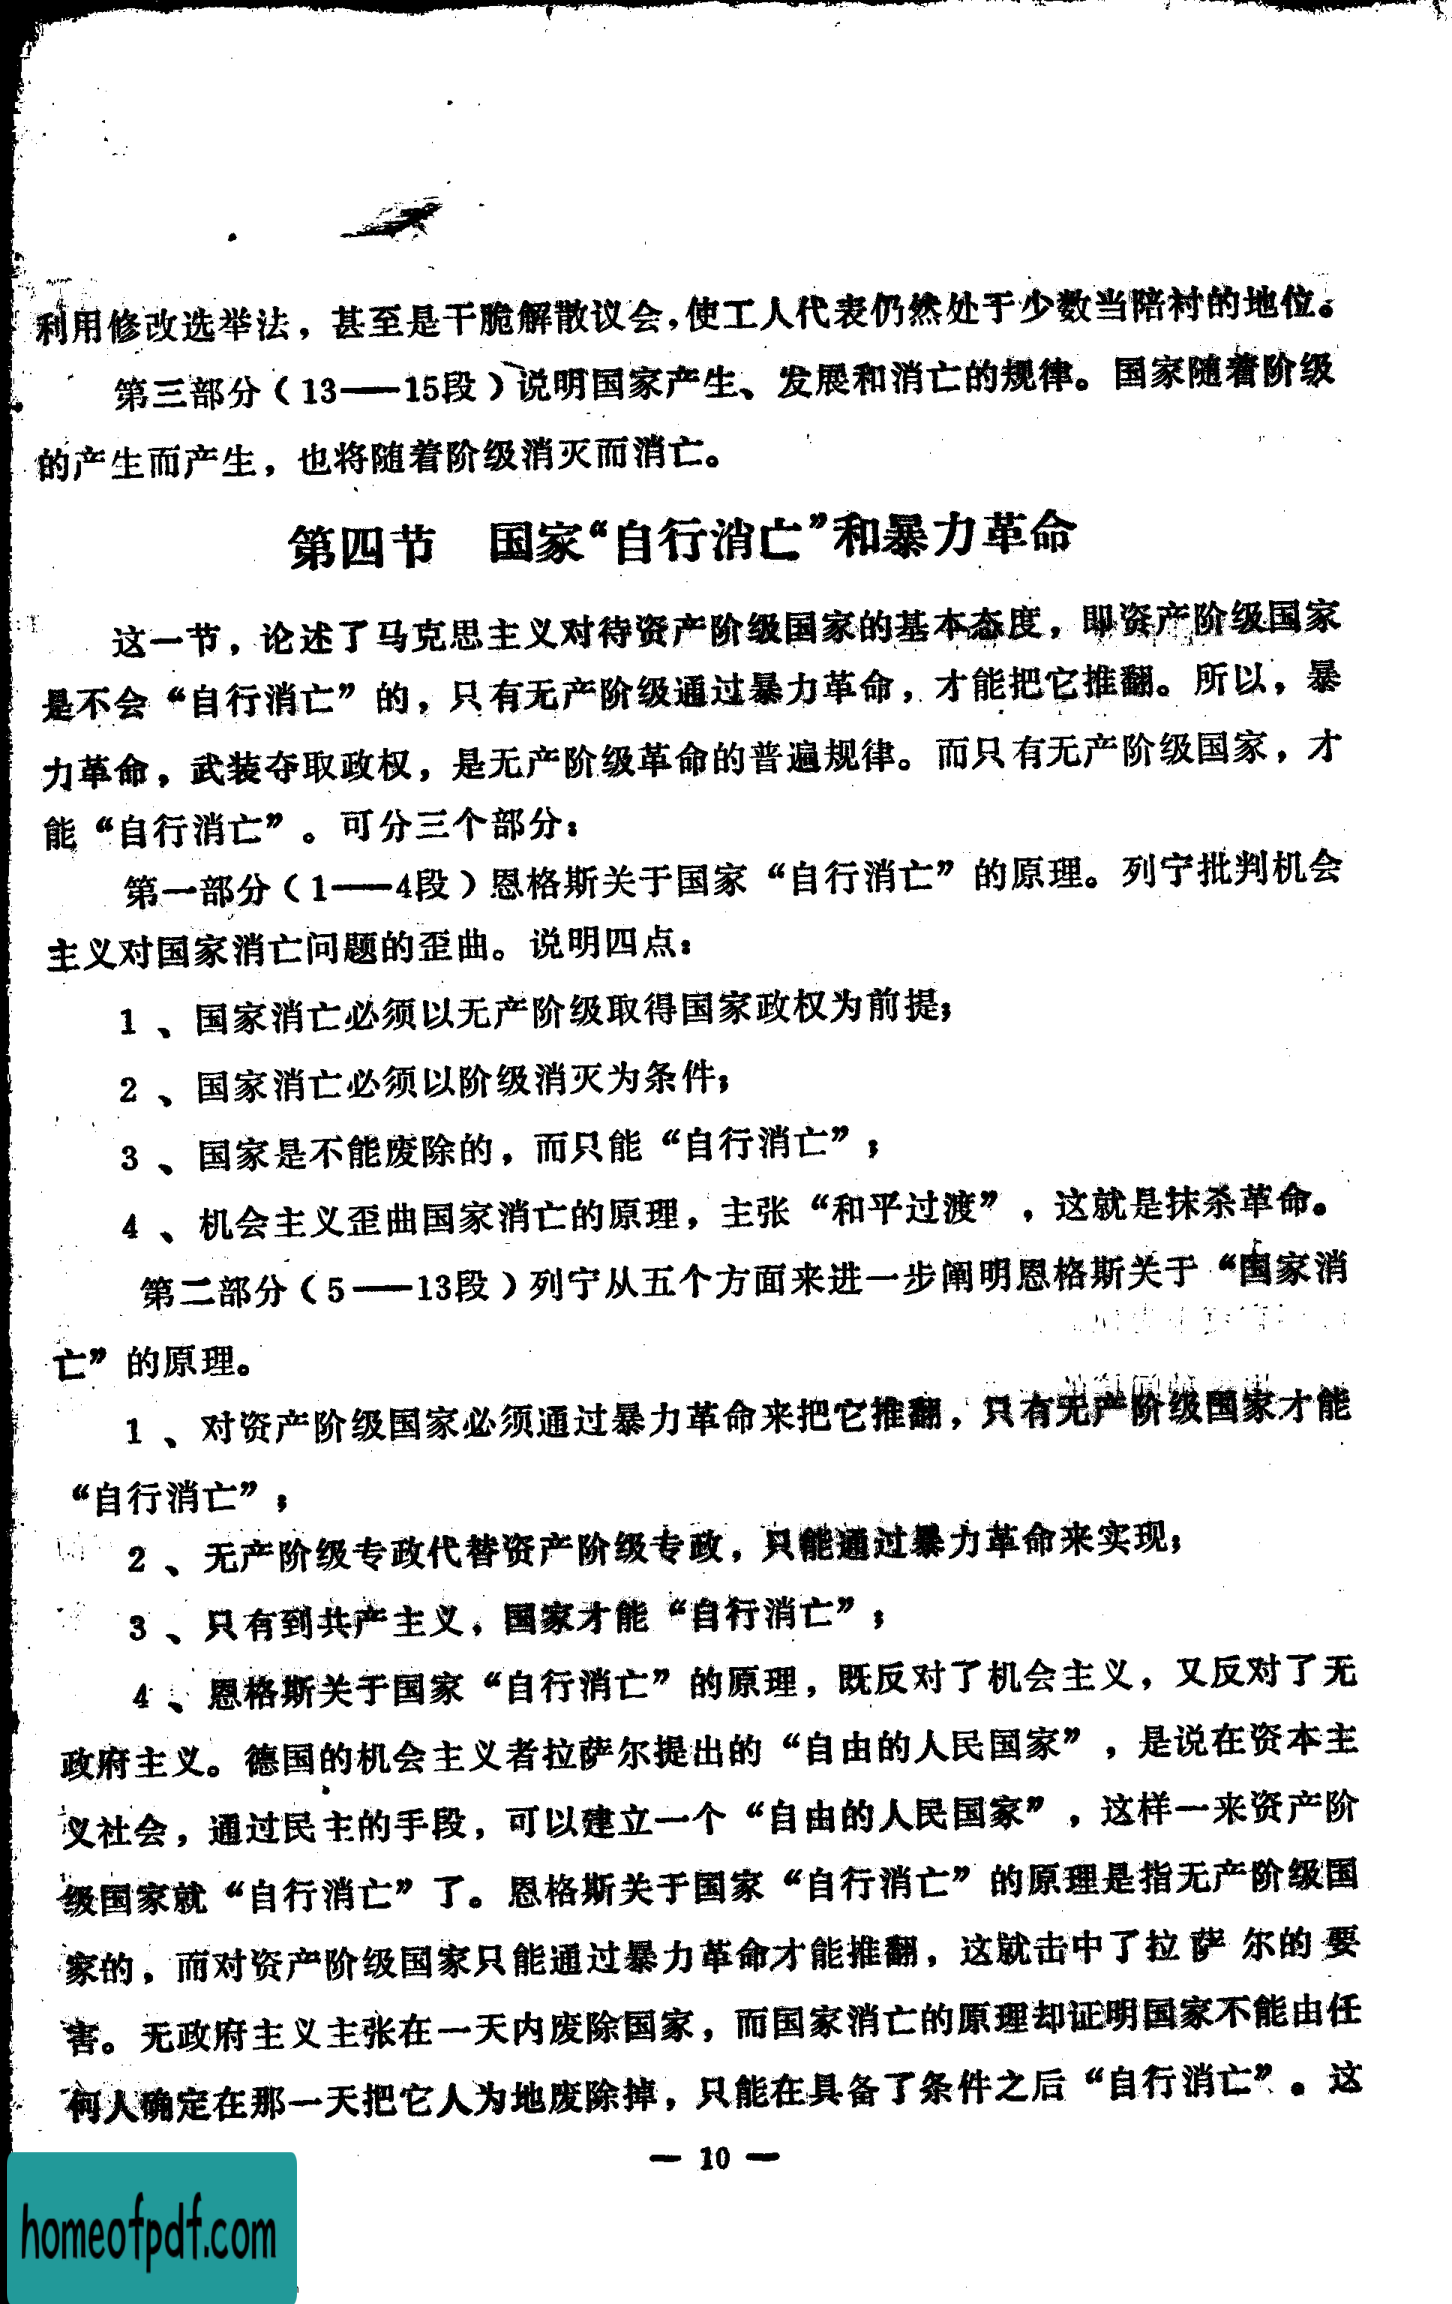 利用修改选举法，甚至是干脆解散议会，使工人代表仍然处于少数当陪衬的地位。
第三部分（13——15段）说明国家产生、发展和消亡的规律。国家随着阶级
的产生而产生，也将随着阶级消灭而消亡。
第四节　国家“自行消亡”和暴力革命
这一节，论述了马克思主义对待资产阶级国家的基本态度，即资产阶级国家
是不会“自行消亡”的，只有无产阶级通过暴力革命，才能把它推翻。所以，暴
力革命，武装夺取政权，是无产阶级革命的普遍规律。而只有无产阶级国家，才
能“自行消亡”。可分三个部分：
第一部分（1——4段）恩格斯关于国家“自行消亡”的原理。列宁批判机会
主义对国家消亡问题的歪曲。说明四点：
1、国家消亡必须以无产阶级取得国家政权为前提；
2、国家消亡必须以阶级消灭为条件；
3、国家是不能废除的，而只能“自行消亡”；
4、机会主义歪曲国家消亡的原理，主张“和平过渡”，这就是抹杀革命。
第二部分（5——13段）列宁从五个方面来进一步阐明恩格斯关于“国家消
亡”的原理。
1、对资产阶级国家必须通过暴力革命来把它推翻，只有无产阶级国家才能
“自行消亡”；
2、无产阶级专政代替资产阶级专政，只能通过暴力革命来实现；
3、只有到共产主义，国家才能“自行消亡”；
4、恩格斯关于国家“自行消亡”的原理，既反对了机会主义，又反对了无
政府主义。德国的机会主义者拉萨尔提出的“自由的人民国家”，是说在资本主
义社会，通过民主的手段，可以建立一个“自由的人民国家”，这样一来资产阶
级国家就“自行消亡”了。恩格斯关于国家“自行消亡”的原理是指无产阶级国
家的，而对资产阶级国家只能通过暴力革命才能推翻，这就击中了拉萨尔的要
害。无政府主义主张在一天内废除国家，而国家消亡的原理却证明国家不能由任
何人确定在那一天把它人为地废除掉，只能在具备了条件之后“自行消亡”。这
— 10 —
homeofpdf.com